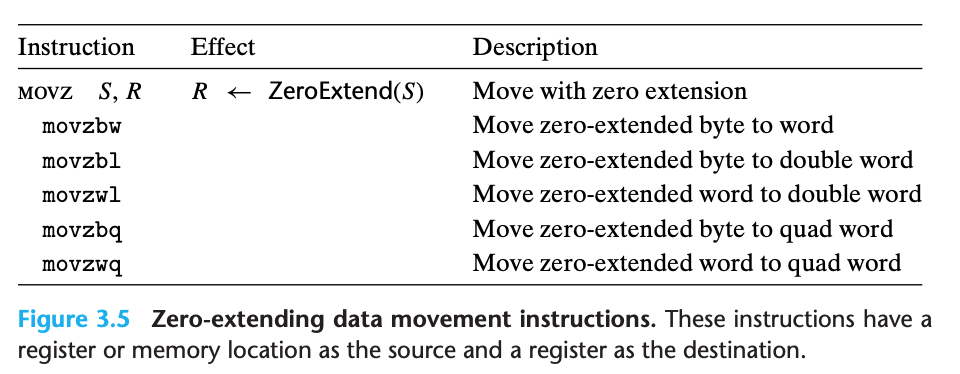 Instruction Effect Description
MOVZ S, R R ← ZeroExtend(S) Move with zero extension
movzbw Move zero-extended byte to word
movzbl Move zero-extended byte to double word
movzwl Move zero-extended word to double word
movzbq Move zero-extended byte to quad word
movzwq Move zero-extended word to quad word
Figure 3.5 Zero-extending data movement instructions. These instructions have a
register or memory location as the source and a register as the destination.